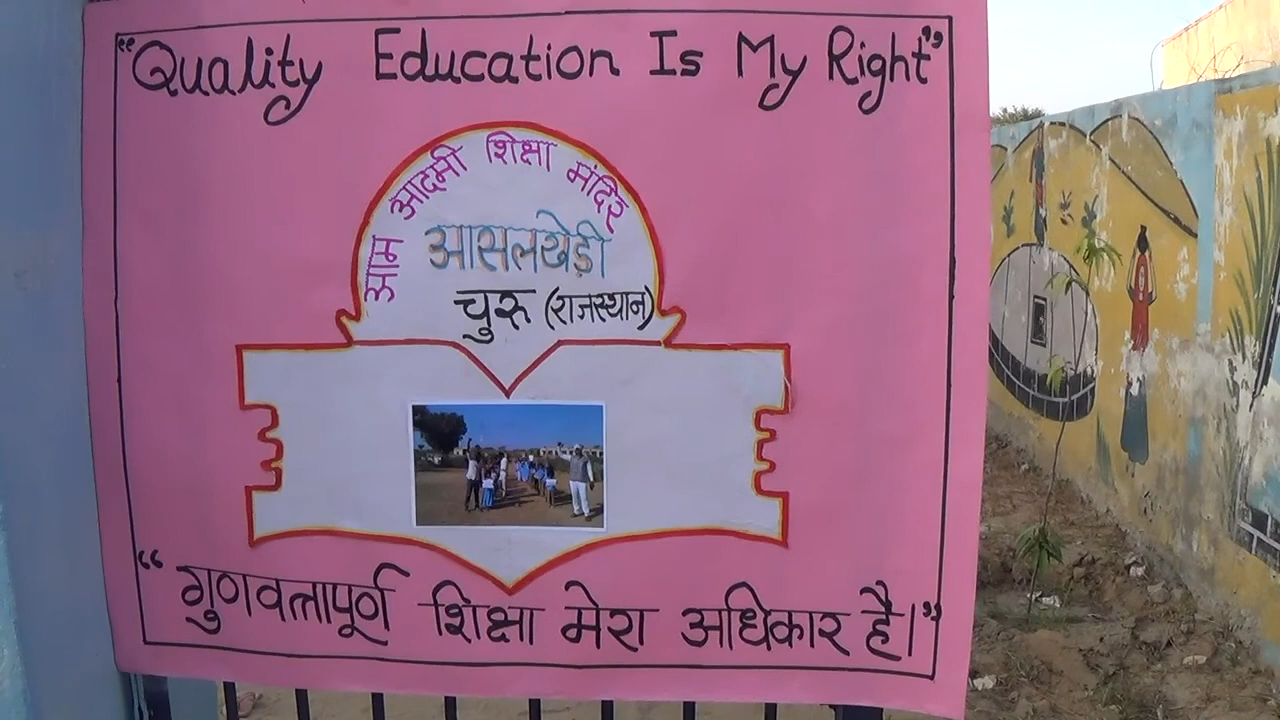 "Quality Education Is My Right"
आम आदमी शिक्षा मंदिर
आसलखेड़ी
चुरू (राजस्थान)
"गुणवत्तापूर्ण शिक्षा मेरा अधिकार है।"